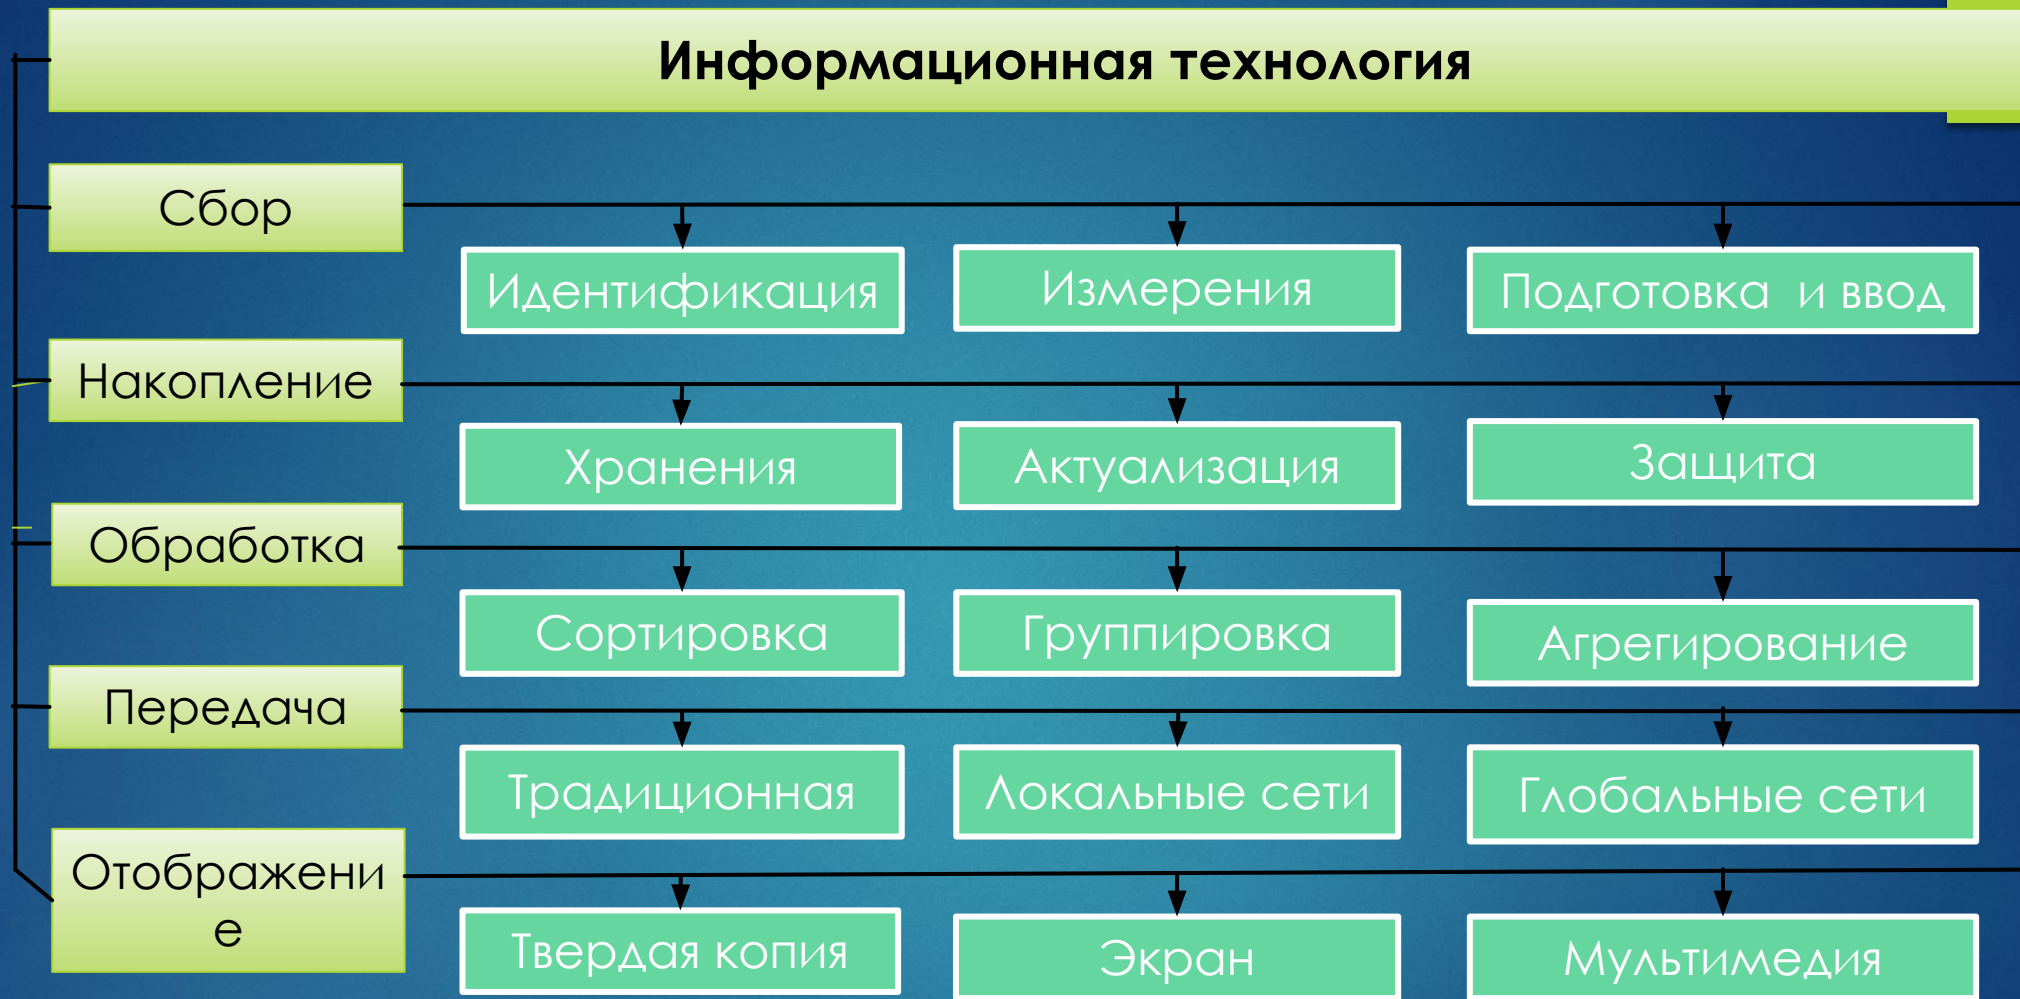 Информационная технология
Сбор
Идентификация
Измерения
Подготовка и ввод
Накопление
Хранения
Актуализация
Защита
Обработка
Сортировка
Группировка
Агрегирование
Передача
Традиционная
Локальные сети
Глобальные сети
Отображени
е
Твердая копия
Экран
Мультимедия